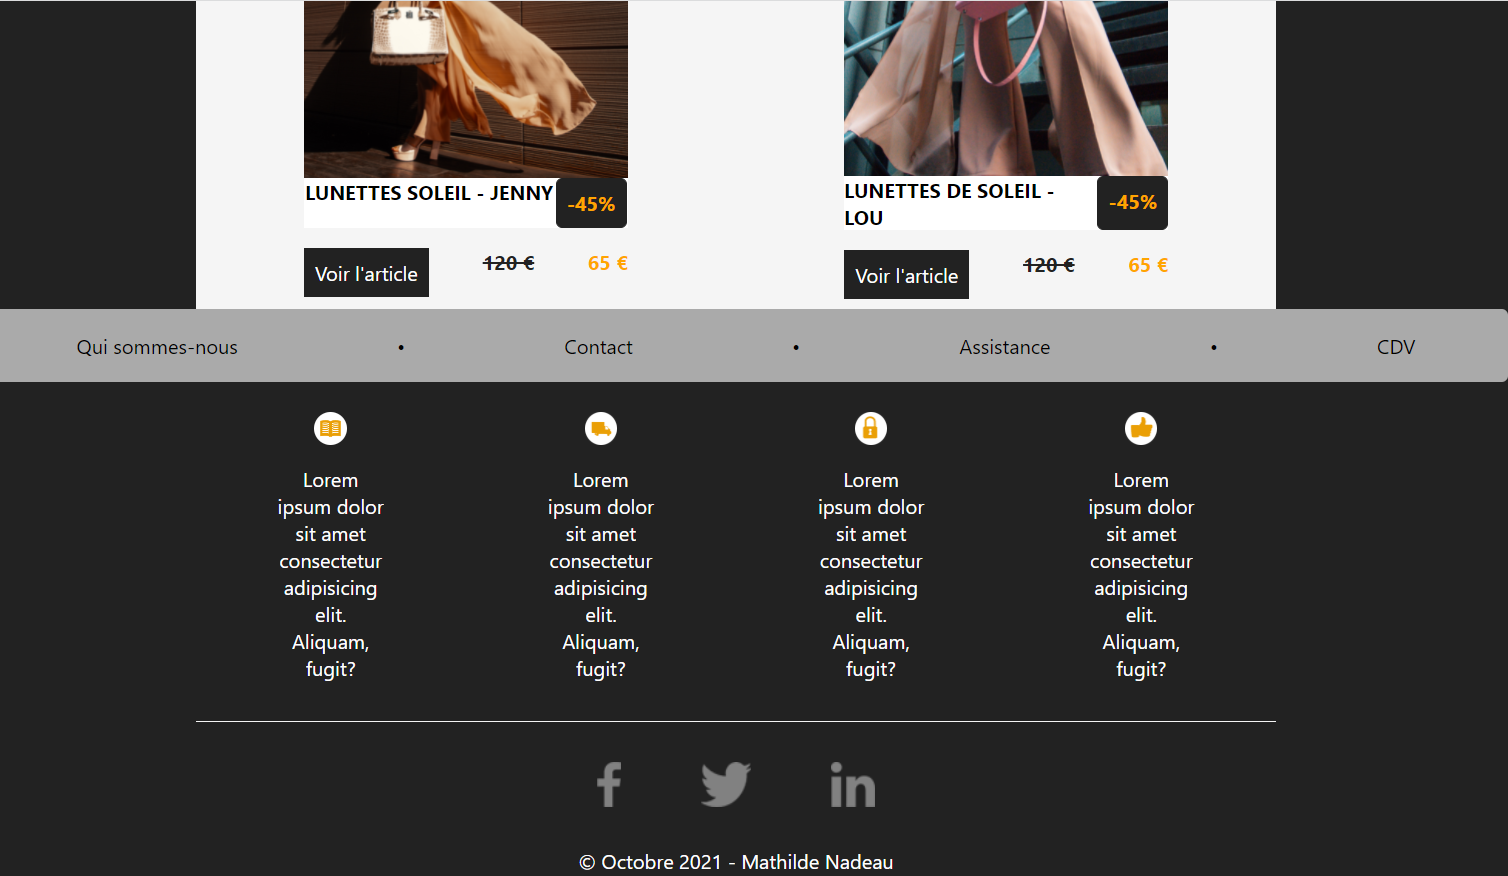 LUNETTES SOLEIL - JENNY
-45%
Voir l'article
120 €
65 €
LUNETTES DE SOLEIL -
LOU
-45%
Voir l'article
120 €
65 €
Qui sommes-nous • Contact • Assistance • CDV
Lorem
ipsum dolor
sit amet
consectetur
adipisicing
elit.
Aliquam,
fugit?
Lorem
ipsum dolor
sit amet
consectetur
adipisicing
elit.
Aliquam,
fugit?
Lorem
ipsum dolor
sit amet
consectetur
adipisicing
elit.
Aliquam,
fugit?
Lorem
ipsum dolor
sit amet
consectetur
adipisicing
elit.
Aliquam,
fugit?
© Octobre 2021 - Mathilde Nadeau